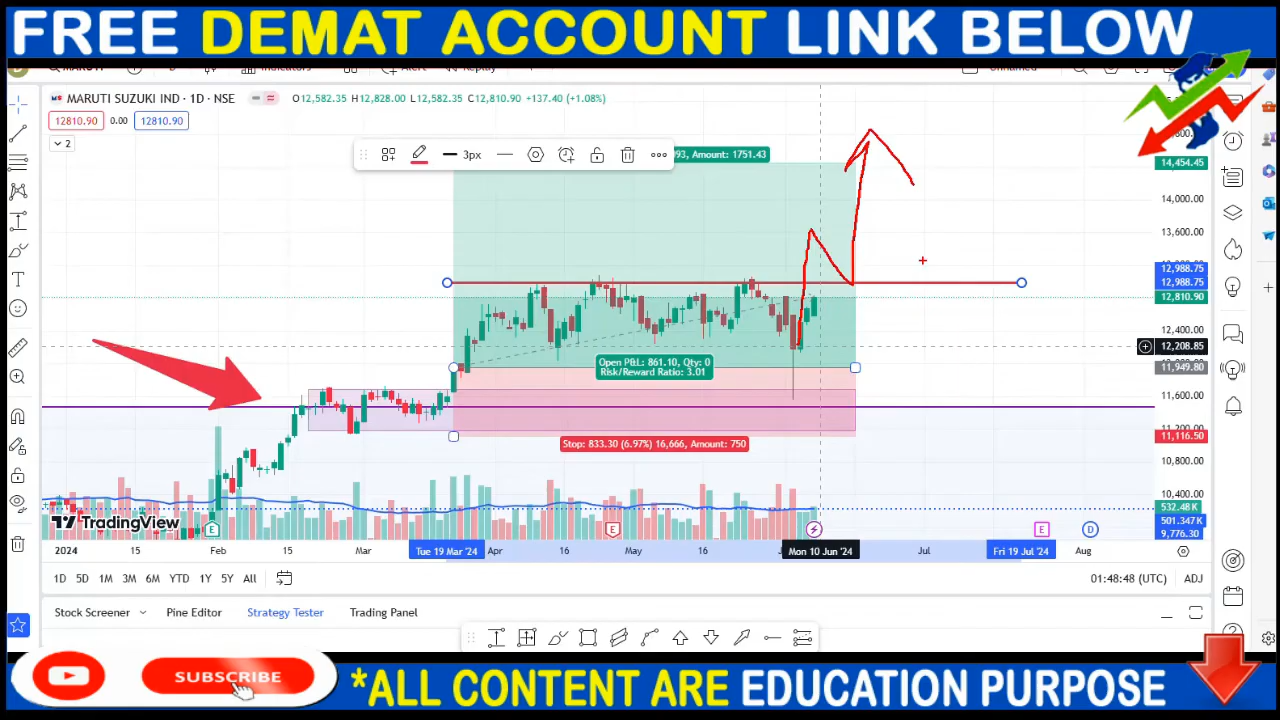 FREE DEMAT ACCOUNT LINK BELOW
MARUTI SUZUKI IND · 1D · NSE
O12,582.35 H12,828.00 L12,582.35 C12,810.90 +137.40 (+1.08%)
12810.90 0.00 12810.90
2
3px
Amount: 1751.43
14,454.45
14,000.00
13,600.00
12,988.75
12,988.75
12,810.90
12,400.00
12,208.85
11,949.80
11,600.00
11,116.50
10,800.00
10,400.00
532.48K
501.347K
9,776.30
Open P&L: 861.10, Qty: 0
Risk/Reward Ratio: 3.01
Stop: 833.30 (6.97%) 16,666, Amount: 750
TradingView
E
E
E
D
2024 15 Feb 15 Mar Tue 19 Mar '24 Apr 16 May 16 Mon 10 Jun '24 Jul Fri 19 Jul '24 Aug
1D 5D 1M 3M 6M YTD 1Y 5Y All
01:48:48 (UTC) ADJ
Stock Screener Pine Editor Strategy Tester Trading Panel
SUBSCRIBE
*ALL CONTENT ARE EDUCATION PURPOSE